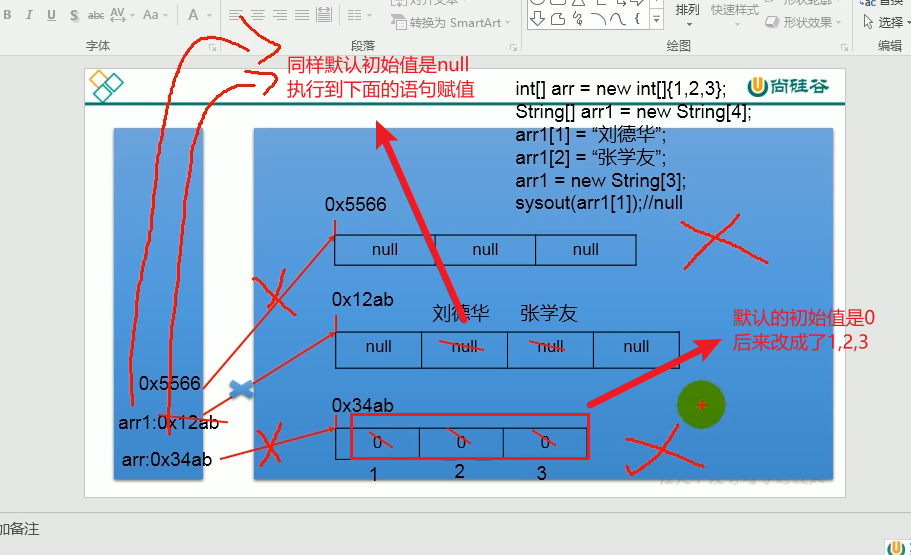 B I U S abc AV Aa A
转换为 SmartArt
排列
快速样式
形状效果
选择
字体
段落
绘图
编辑
同样默认初始值是null
执行到下面的语句赋值
int[] arr = new int[]{1,2,3};
String[] arr1 = new String[4];
arr1[1] = “刘德华”;
arr1[2] = “张学友”;
arr1 = new String[3];
sysout(arr1[1]);//null
尚硅谷
0x5566
null null null
0x12ab
刘德华 张学友
null null null null
默认的初始值是0
后来改成了1,2,3
0x5566
arr1:0x12ab
arr:0x34ab
0x34ab
0 0 0
1 2 3
加备注